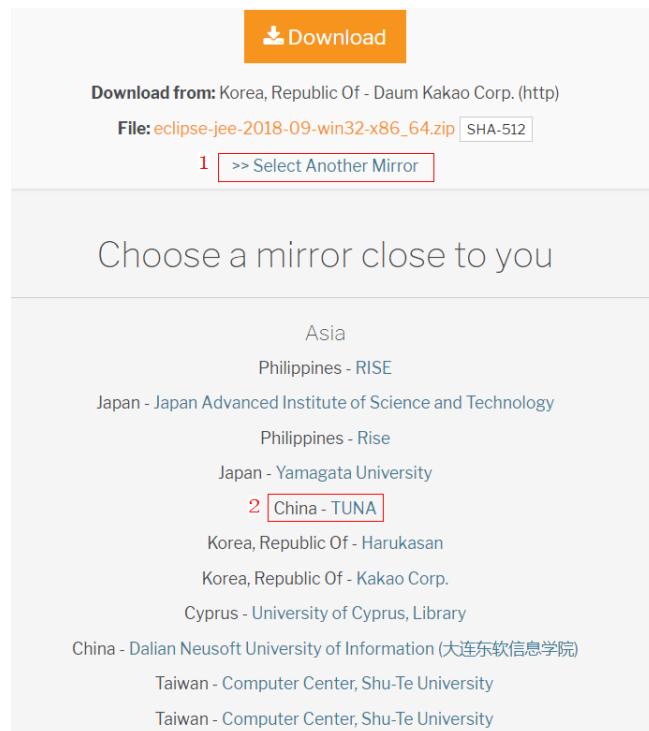 Download
Download from: Korea, Republic Of - Daum Kakao Corp. (http)
File: eclipse-jee-2018-09-win32-x86_64.zip SHA-512
1 >> Select Another Mirror
Choose a mirror close to you
Asia
Philippines - RISE
Japan - Japan Advanced Institute of Science and Technology
Philippines - Rise
Japan - Yamagata University
2 China - TUNA
Korea, Republic Of - Harukasan
Korea, Republic Of - Kakao Corp.
Cyprus - University of Cyprus, Library
China - Dalian Neusoft University of Information (大连东软信息学院)
Taiwan - Computer Center, Shu-Te University
Taiwan - Computer Center, Shu-Te University